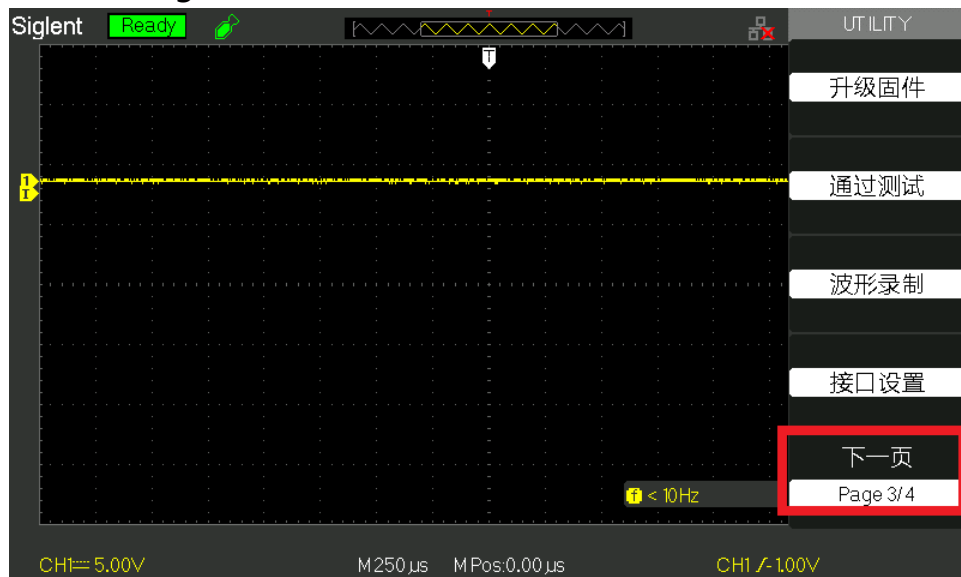 Siglent Ready UTILITY
T
T
升级固件
1
T
通过测试
波形录制
接口设置
下一页
f < 10Hz
Page 3/4
CH1 5.00V M 250µs M Pos:0.00µs CH1 -1.00V